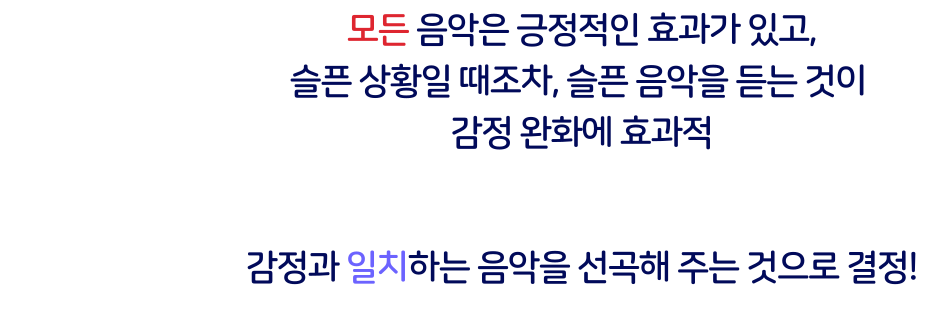 모든 음악은 긍정적인 효과가 있고,
슬픈 상황일 때조차, 슬픈 음악을 듣는 것이
감정 완화에 효과적
감정과 일치하는 음악을 선곡해 주는 것으로 결정!